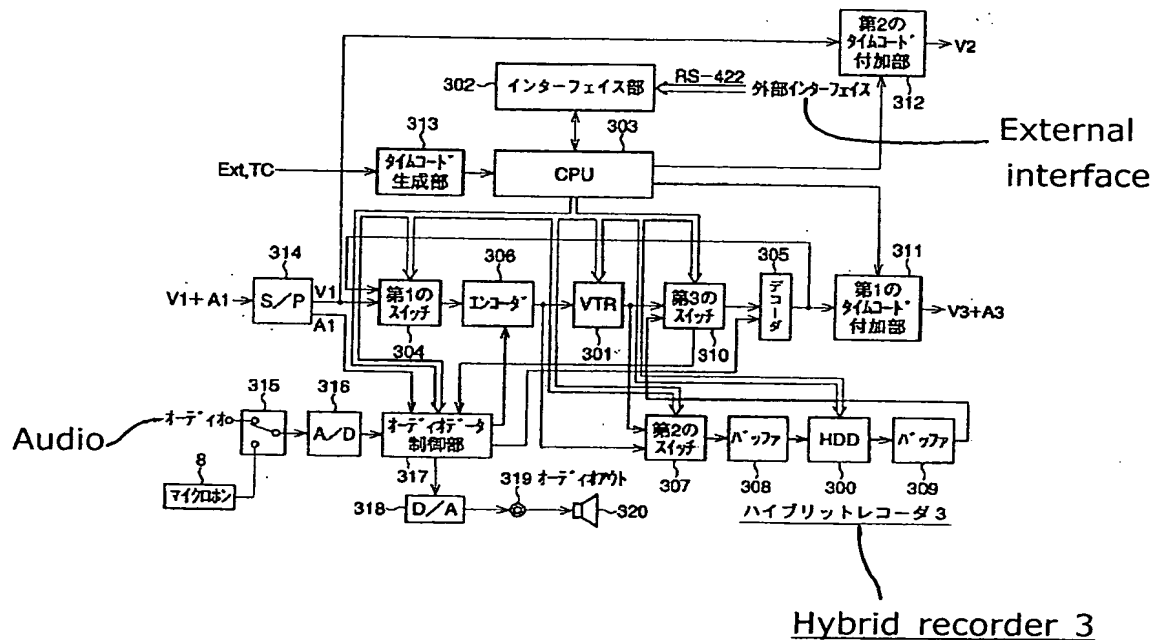 第2の
タイムコード
付加部
V2
312
302
インターフェイス部
RS-422
外部インターフェイス
External
interface
313
303
Ext,TC
タイムコード
生成部
CPU
314
306
305
311
V1+A1
S/P
V1
A1
第1の
スイッチ
304
エンコーダ
VTR
301
第3の
スイッチ
310
デコーダ
第1の
タイムコード
付加部
V3+A3
315
316
Audio
オーディオ
A/D
オーディオデータ
制御部
317
第2の
スイッチ
307
バッファ
308
HDD
300
バッファ
309
8
マイクロホン
318
D/A
319
オーディオアウト
320
ハイブリットレコーダ3
Hybrid recorder 3